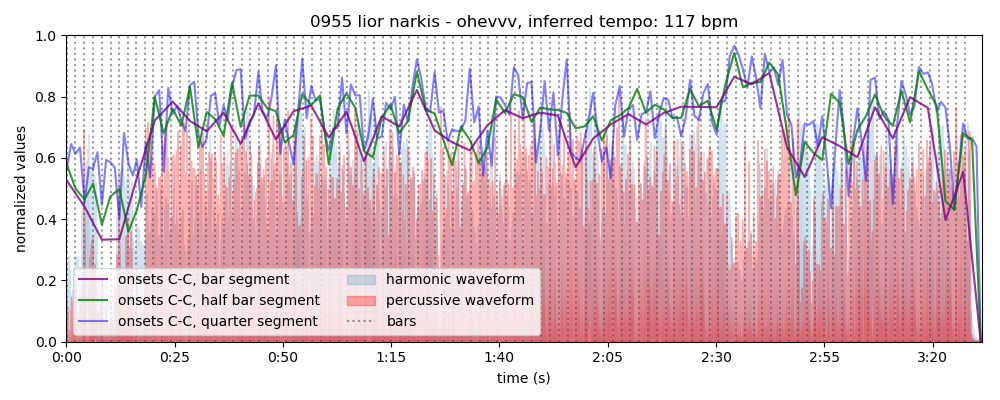 0955 lior narkis - ohevvv, inferred tempo: 117 bpm
normalized values
1.0
0.8
0.6
0.4
0.2
0.0
onsets C-C, bar segment
onsets C-C, half bar segment
onsets C-C, quarter segment
harmonic waveform
percussive waveform
bars
0:00 0:25 0:50 1:15 1:40 2:05 2:30 2:55 3:20
time (s)